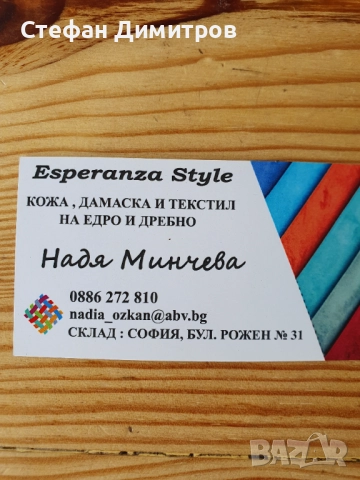 Стефан Димитров
Esperanza Style
КОЖА , ДАМАСКА И ТЕКСТИЛ
НА ЕДРО И ДРЕБНО
Надя Минчева
0886 272 810
nadia_ozkan@abv.bg
СКЛАД : СОФИЯ, БУЛ. РОЖЕН № 31
BAZAR